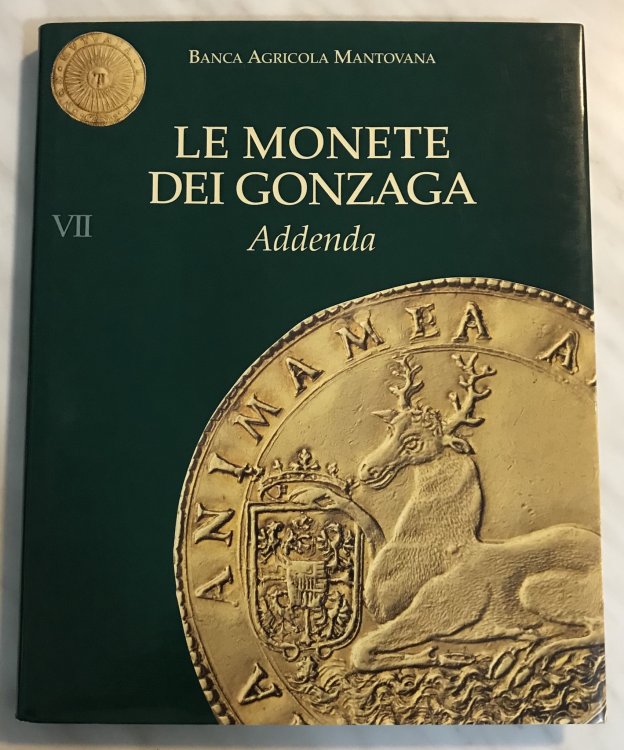 BANCA AGRICOLA MANTOVANA
LE MONETE
DEI GONZAGA
Addenda
VII
A ANIMA MEA A